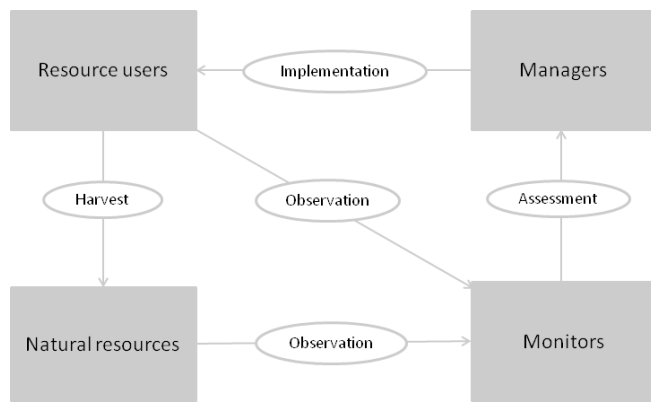 Resource users
Implementation
Managers
Harvest
Observation
Assessment
Natural resources
Observation
Monitors